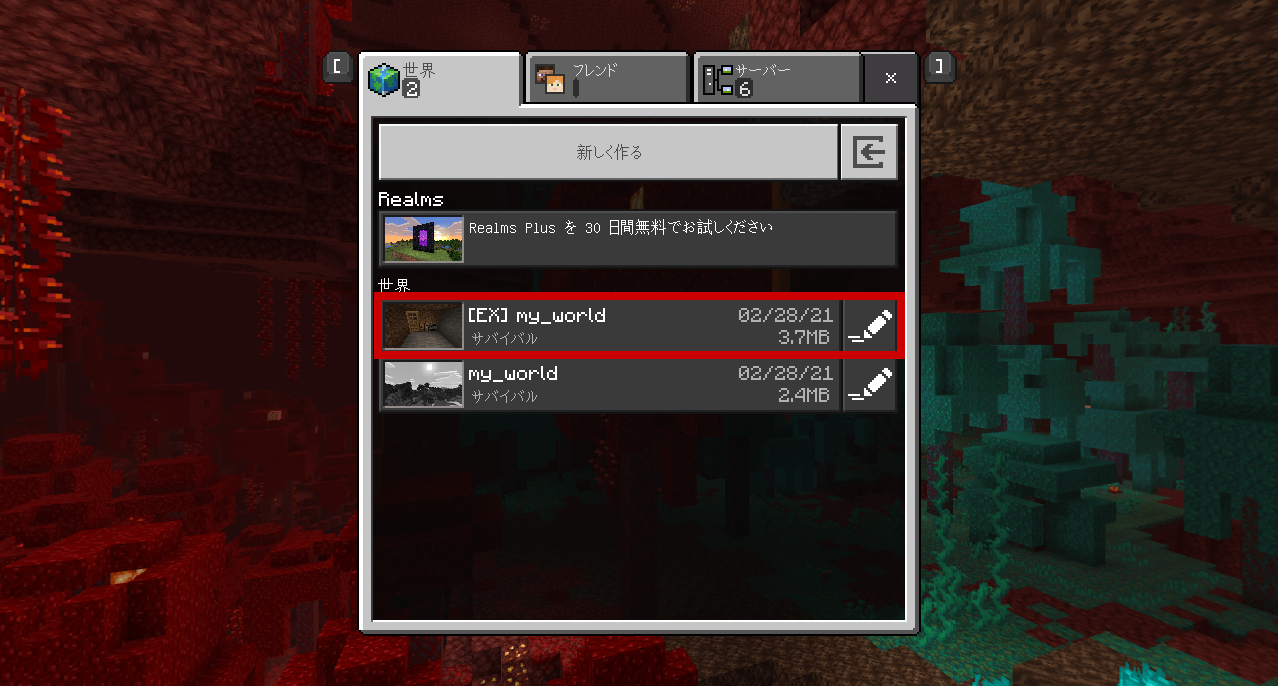 [
世界
2
フレンド
サーバー
6
]
新しく作る
Realms
Realms Plus を 30 日間無料でお試しください
世界
[EX] my_world
02/28/21
サバイバル
3.7MB
my_world
02/28/21
サバイバル
2.4MB